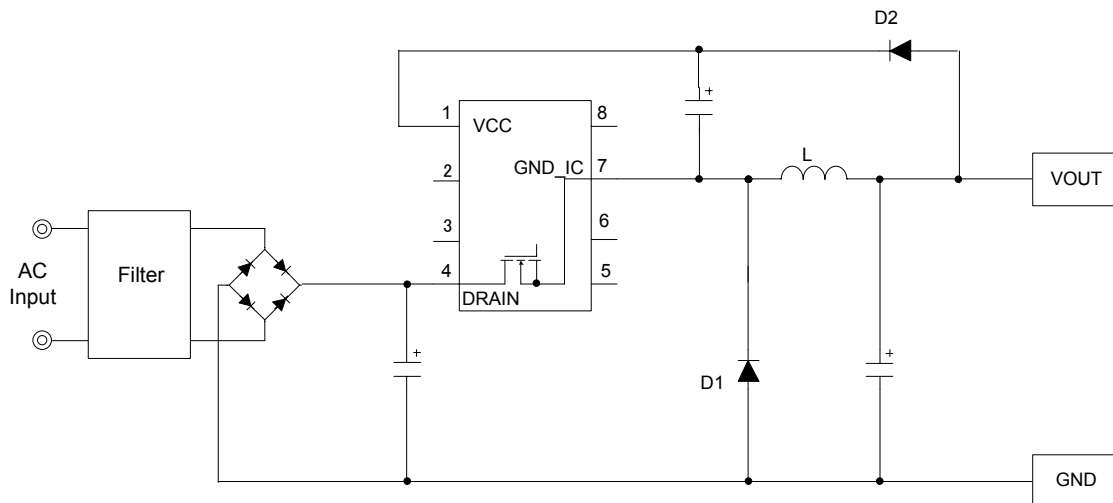 D2
+
1
VCC
8
GND_IC
7
L
2
VOUT
3
6
AC
Input
Filter
4
DRAIN
5
+
D1
+
GND